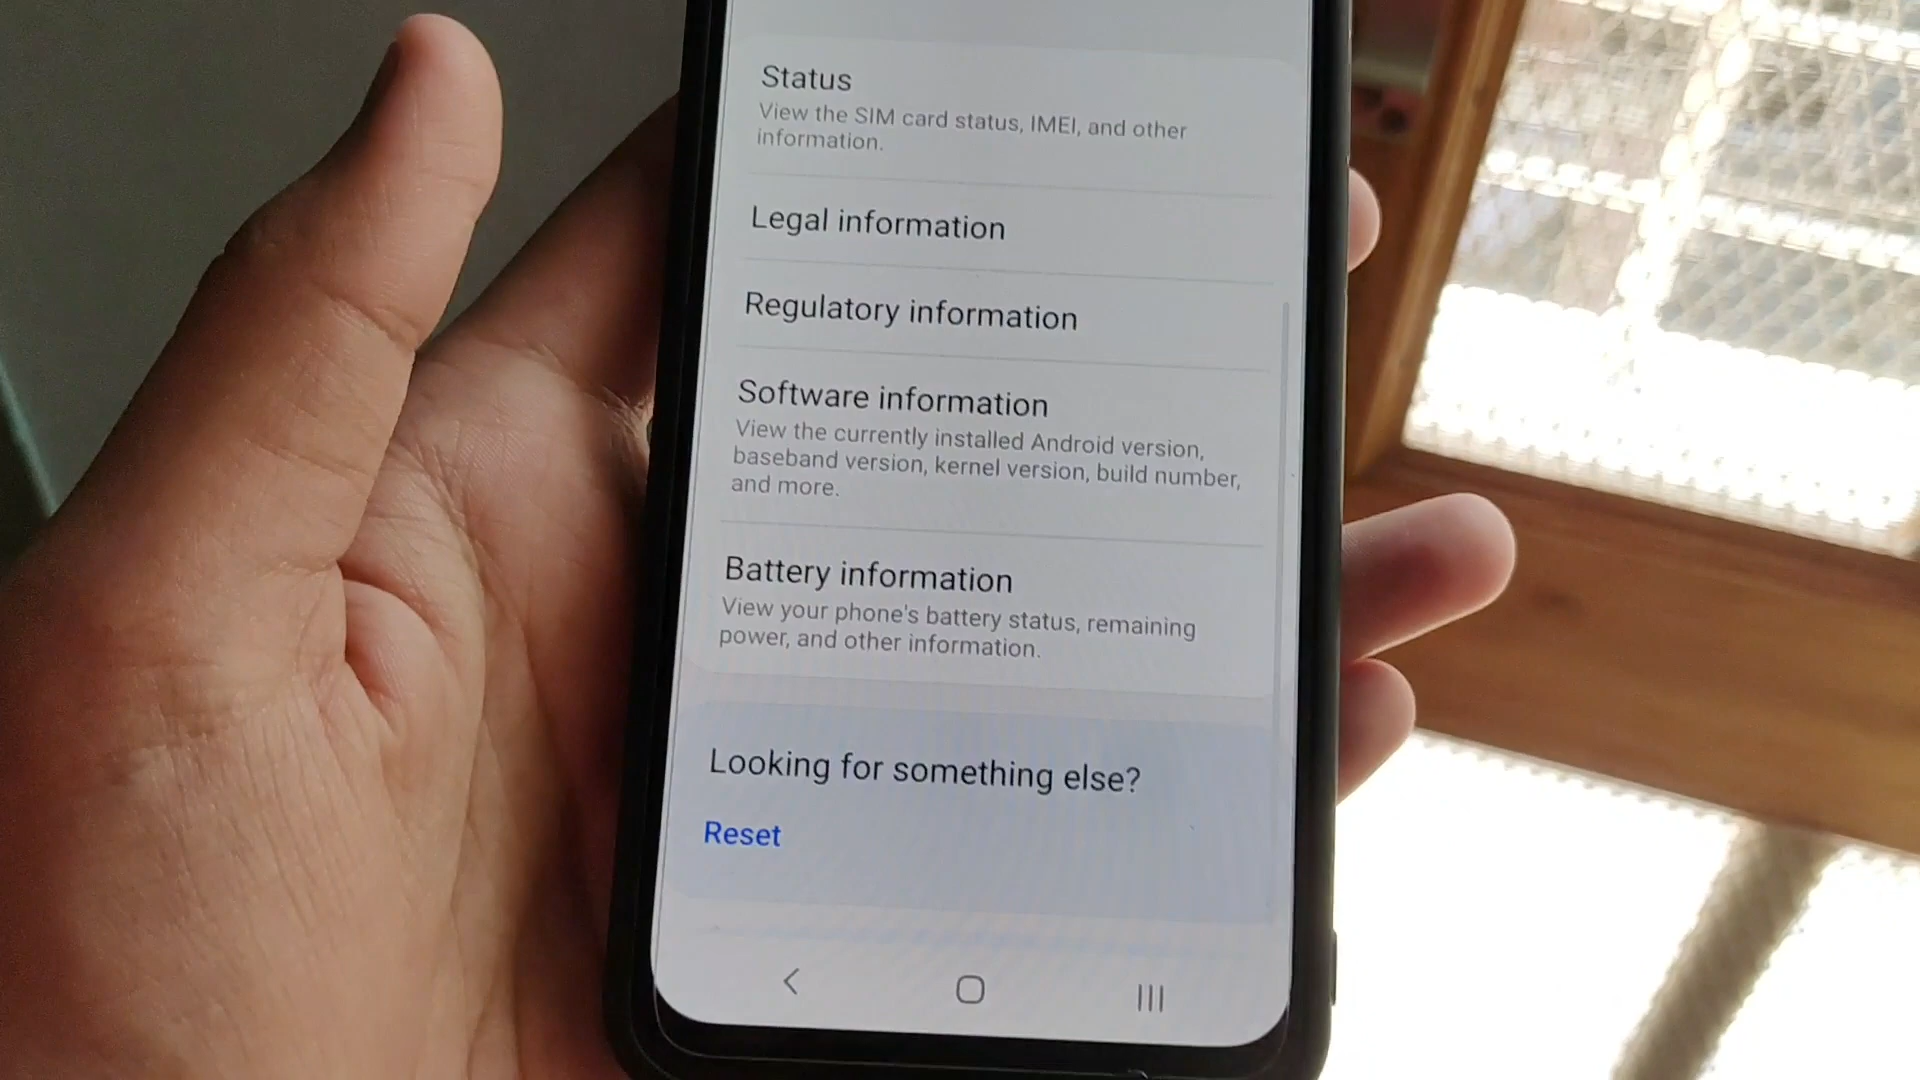 Status
View the SIM card status, IMEI, and other
information.
Legal information
Regulatory information
Software information
View the currently installed Android version,
baseband version, kernel version, build number,
and more.
Battery information
View your phone's battery status, remaining
power, and other information.
Looking for something else?
Reset